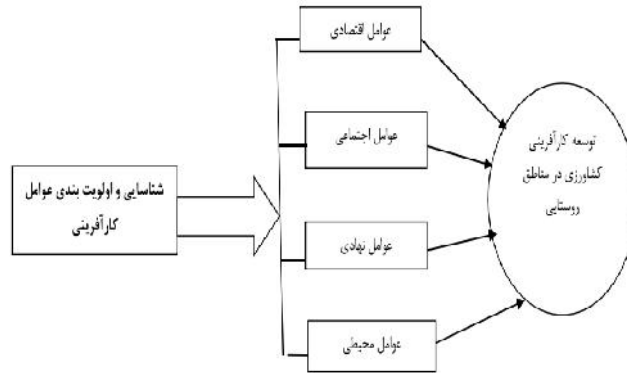 شناسایی و اولویت بندی عوامل
کارآفرینی
عوامل اقتصادی
عوامل اجتماعی
عوامل نهادی
عوامل محیطی
توسعه کارآفرینی
کشاورزی در مناطق
روستایی